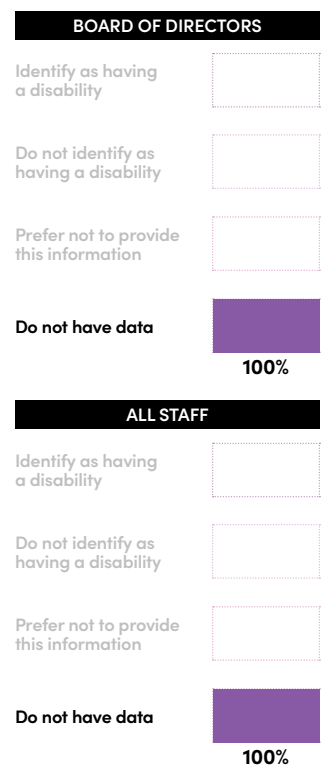 BOARD OF DIRECTORS
Identify as having
a disability
Do not identify as
having a disability
Prefer not to provide
this information
Do not have data
100%
ALL STAFF
Identify as having
a disability
Do not identify as
having a disability
Prefer not to provide
this information
Do not have data
100%